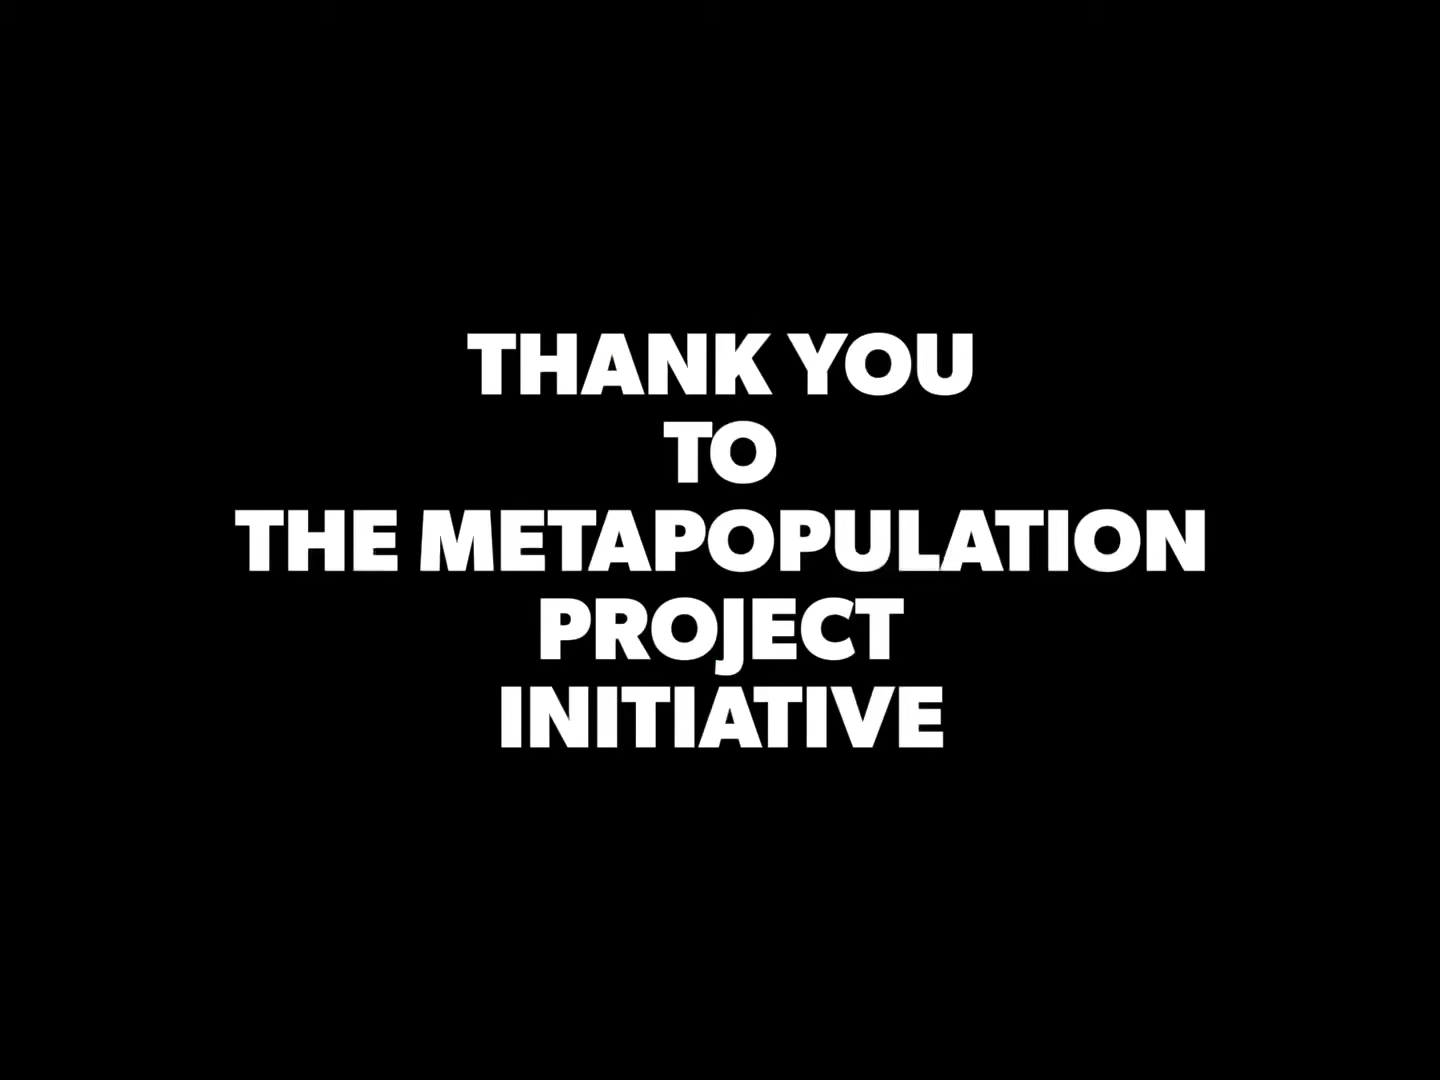 THANK YOU
TO
THE METAPOPULATION
PROJECT
INITIATIVE